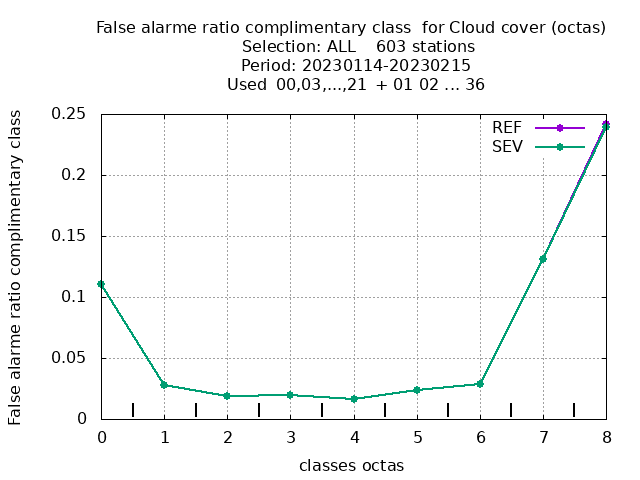 False alarme ratio complimentary class  for Cloud cover (octas)
Selection: ALL    603 stations
Period: 20230114-20230215
Used  00,03,...,21  + 01 02 ... 36
False alarme ratio complimentary class
0.25
0.2
0.15
0.1
0.05
0
REF
SEV
0 1 2 3 4 5 6 7 8
classes octas